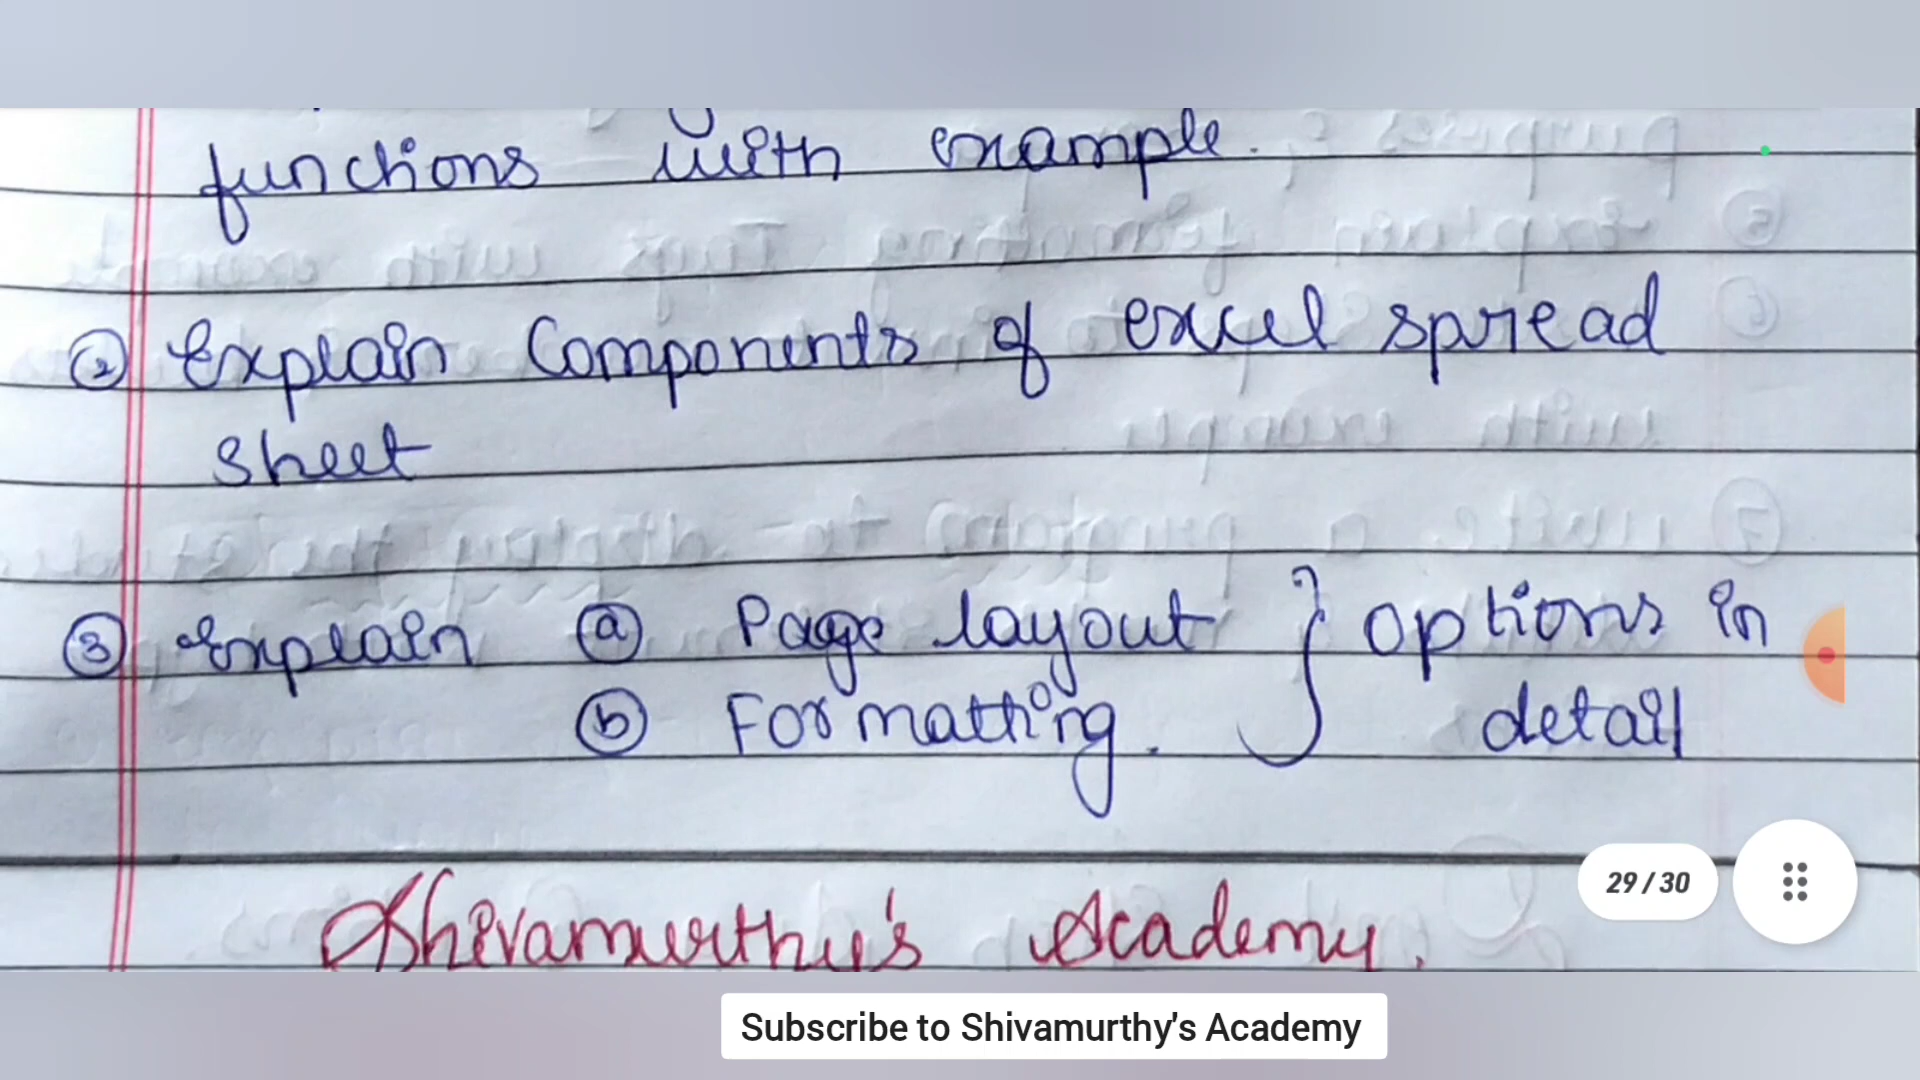 functions with example.
② Explain Components of excel spread
sheet
③ Explain ⓐ Page layout } options in
ⓑ Formatting. detail
Shivamurthy's Academy.
29/30
Subscribe to Shivamurthy's Academy